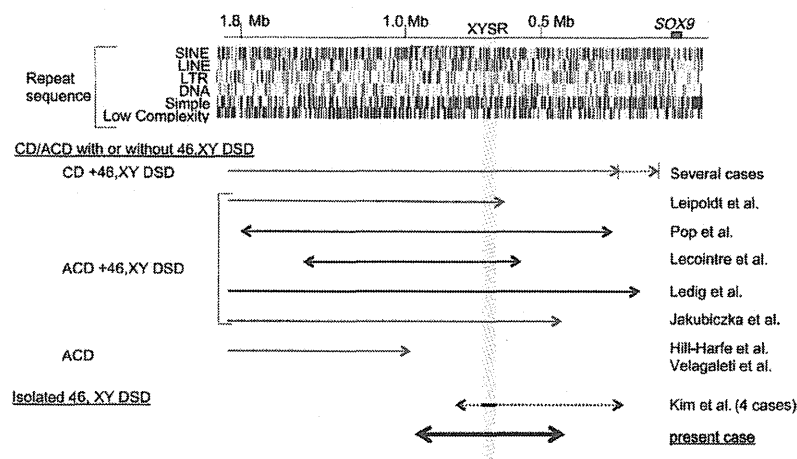 1.8 Mb 1.0 Mb XYSR 0.5 Mb SOX9
Repeat sequence
SINE
LINE
LTR
DNA
Simple
Low Complexity
CD/ACD with or without 46,XY DSD
CD +46,XY DSD Several cases
Leipoldt et al.
Pop et al.
ACD +46,XY DSD Lecointre et al.
Ledig et al.
Jakubiczka et al.
ACD Hill-Harfe et al.
Velagaleti et al.
Isolated 46, XY DSD
Kim et al. (4 cases)
present case